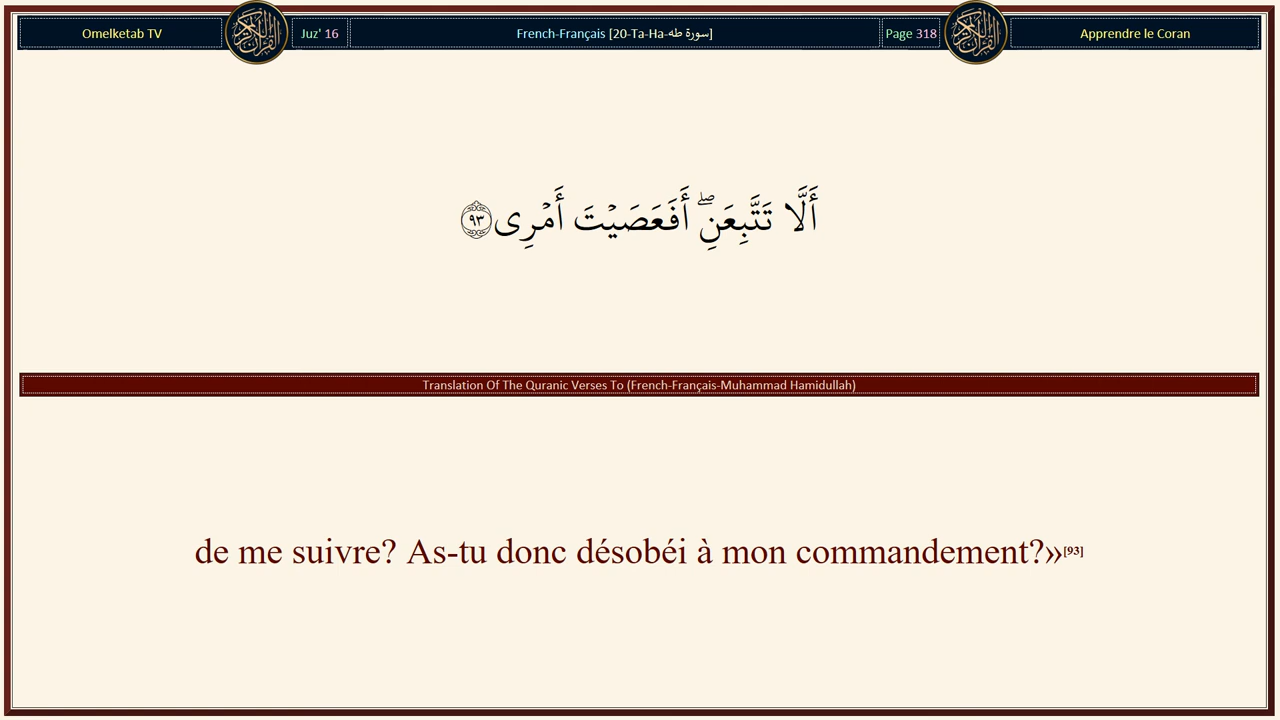 Omelketab TV
Juz' 16
French-Français [20-Ta-Ha-سورة طه]
Page 318
Apprendre le Coran
أَلَّا تَتَّبِعَنِۖ أَفَعَصَيۡتَ أَمۡرِى ٩٣
Translation Of The Quranic Verses To (French-Français-Muhammad Hamidullah)
de me suivre? As-tu donc désobéi à mon commandement?»[93]